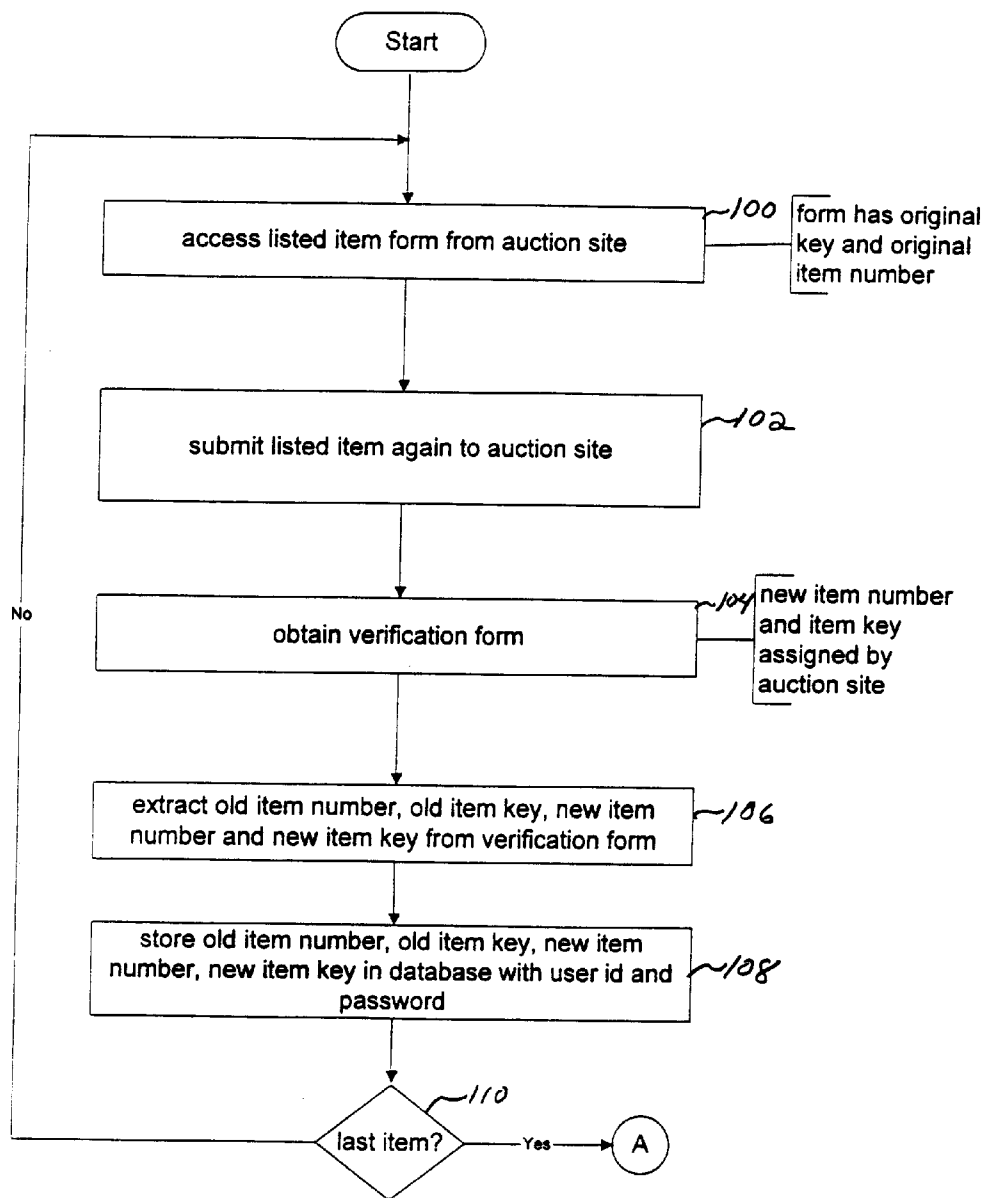 Start
access listed item form from auction site
100
form has original
key and original
item number
submit listed item again to auction site
102
No
obtain verification form
104
new item number
and item key
assigned by
auction site
extract old item number, old item key, new item
number and new item key from verification form
106
store old item number, old item key, new item
number, new item key in database with user id and
password
108
110
last item?
Yes
A